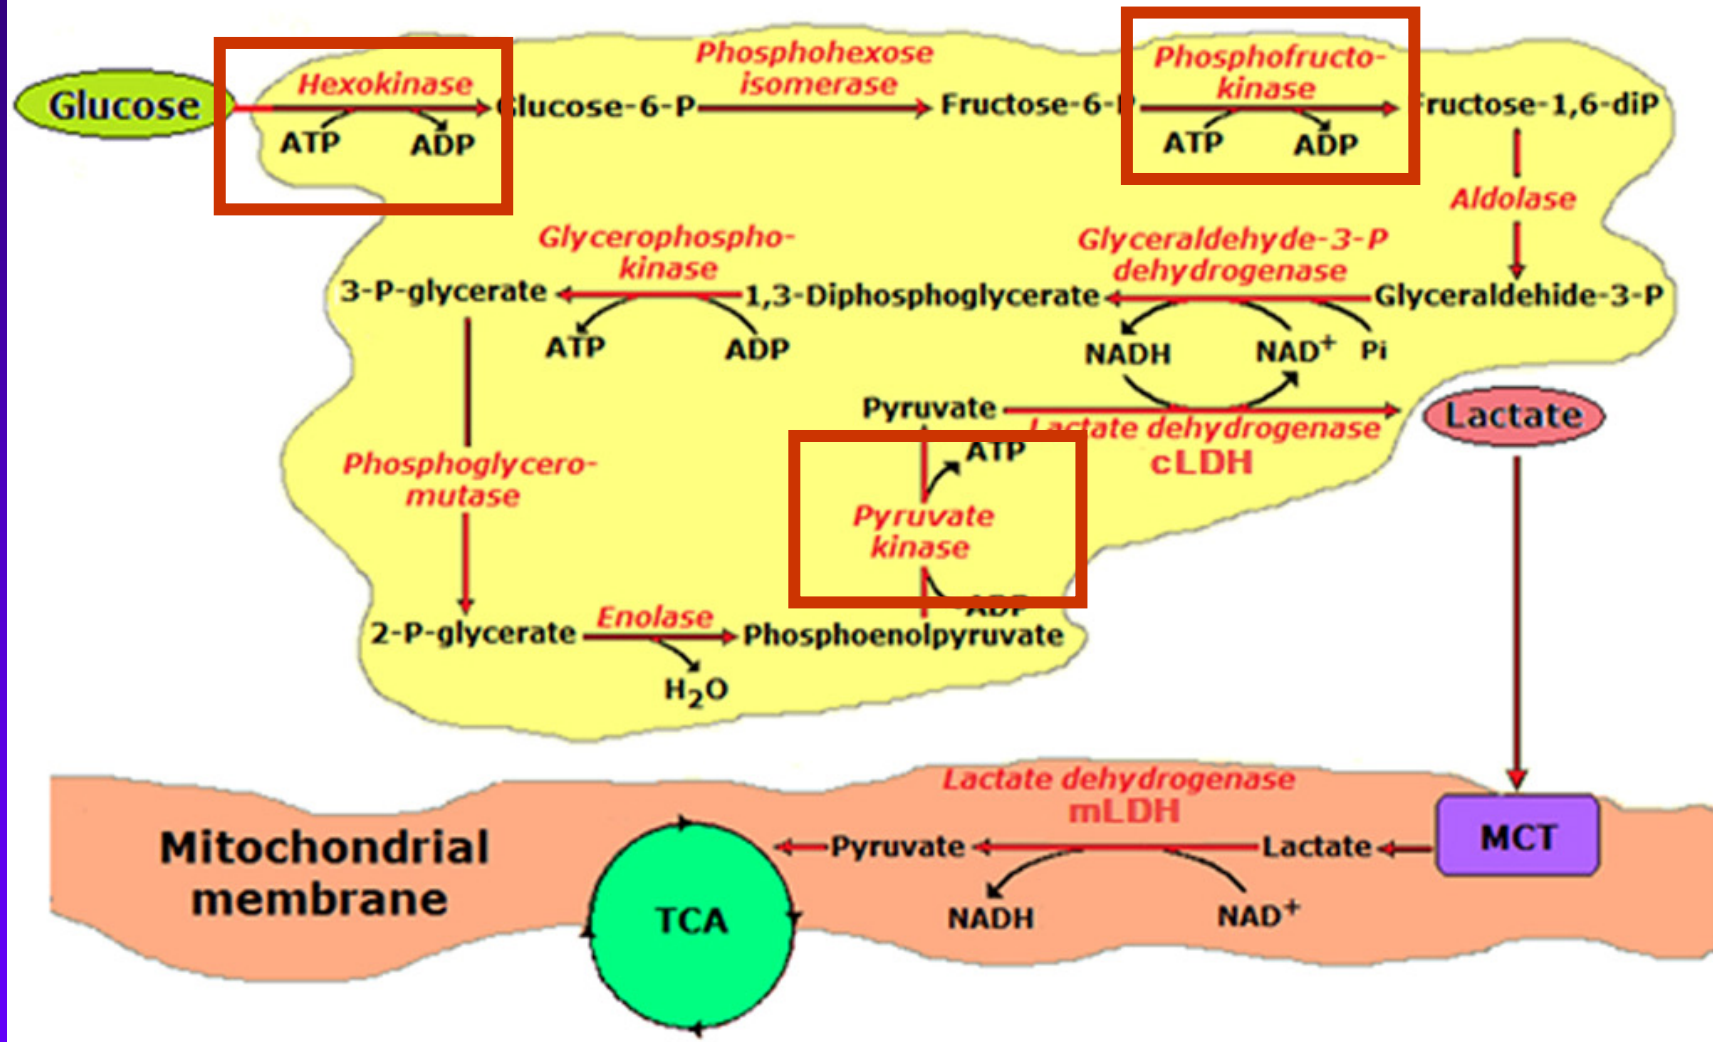 Glucose
Hexokinase
ATP
ADP
Glucose-6-P
Phosphohexose
isomerase
Fructose-6-P
Phosphofructo-
kinase
ATP
ADP
Fructose-1,6-diP
Aldolase
Glyceraldehide-3-P
Glyceraldehyde-3-P
dehydrogenase
NADH
NAD+
Pi
1,3-Diphosphoglycerate
Glycerophospho-
kinase
ATP
ADP
3-P-glycerate
Phosphoglycero-
mutase
2-P-glycerate
Enolase
H2O
Phosphoenolpyruvate
ADP
Pyruvate
kinase
ATP
Pyruvate
Lactate dehydrogenase
cLDH
Lactate
MCT
Lactate
Lactate dehydrogenase
mLDH
NAD+
NADH
Pyruvate
TCA
Mitochondrial
membrane